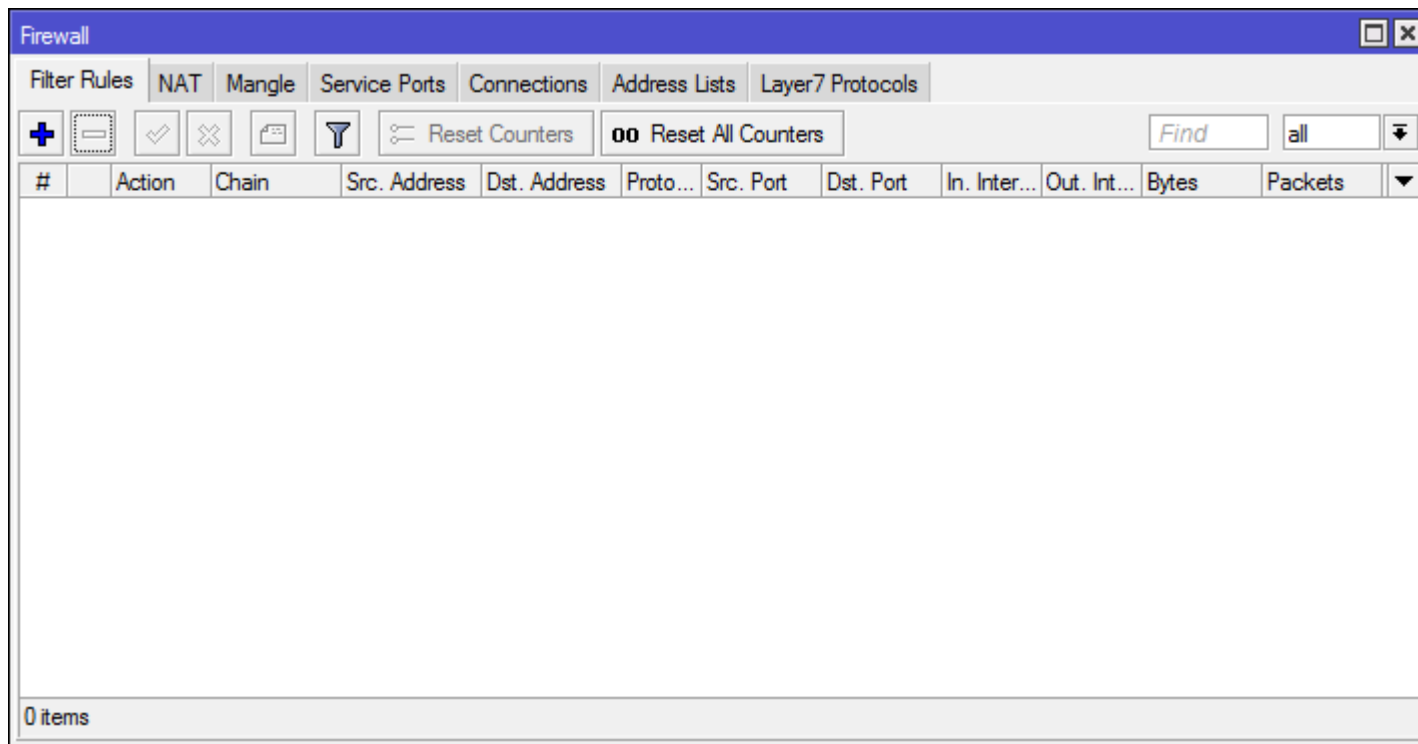 Firewall
Filter Rules NAT Mangle Service Ports Connections Address Lists Layer7 Protocols
Reset Counters 00 Reset All Counters Find all
# Action Chain Src. Address Dst. Address Proto... Src. Port Dst. Port In. Inter... Out. Int... Bytes Packets
0 items